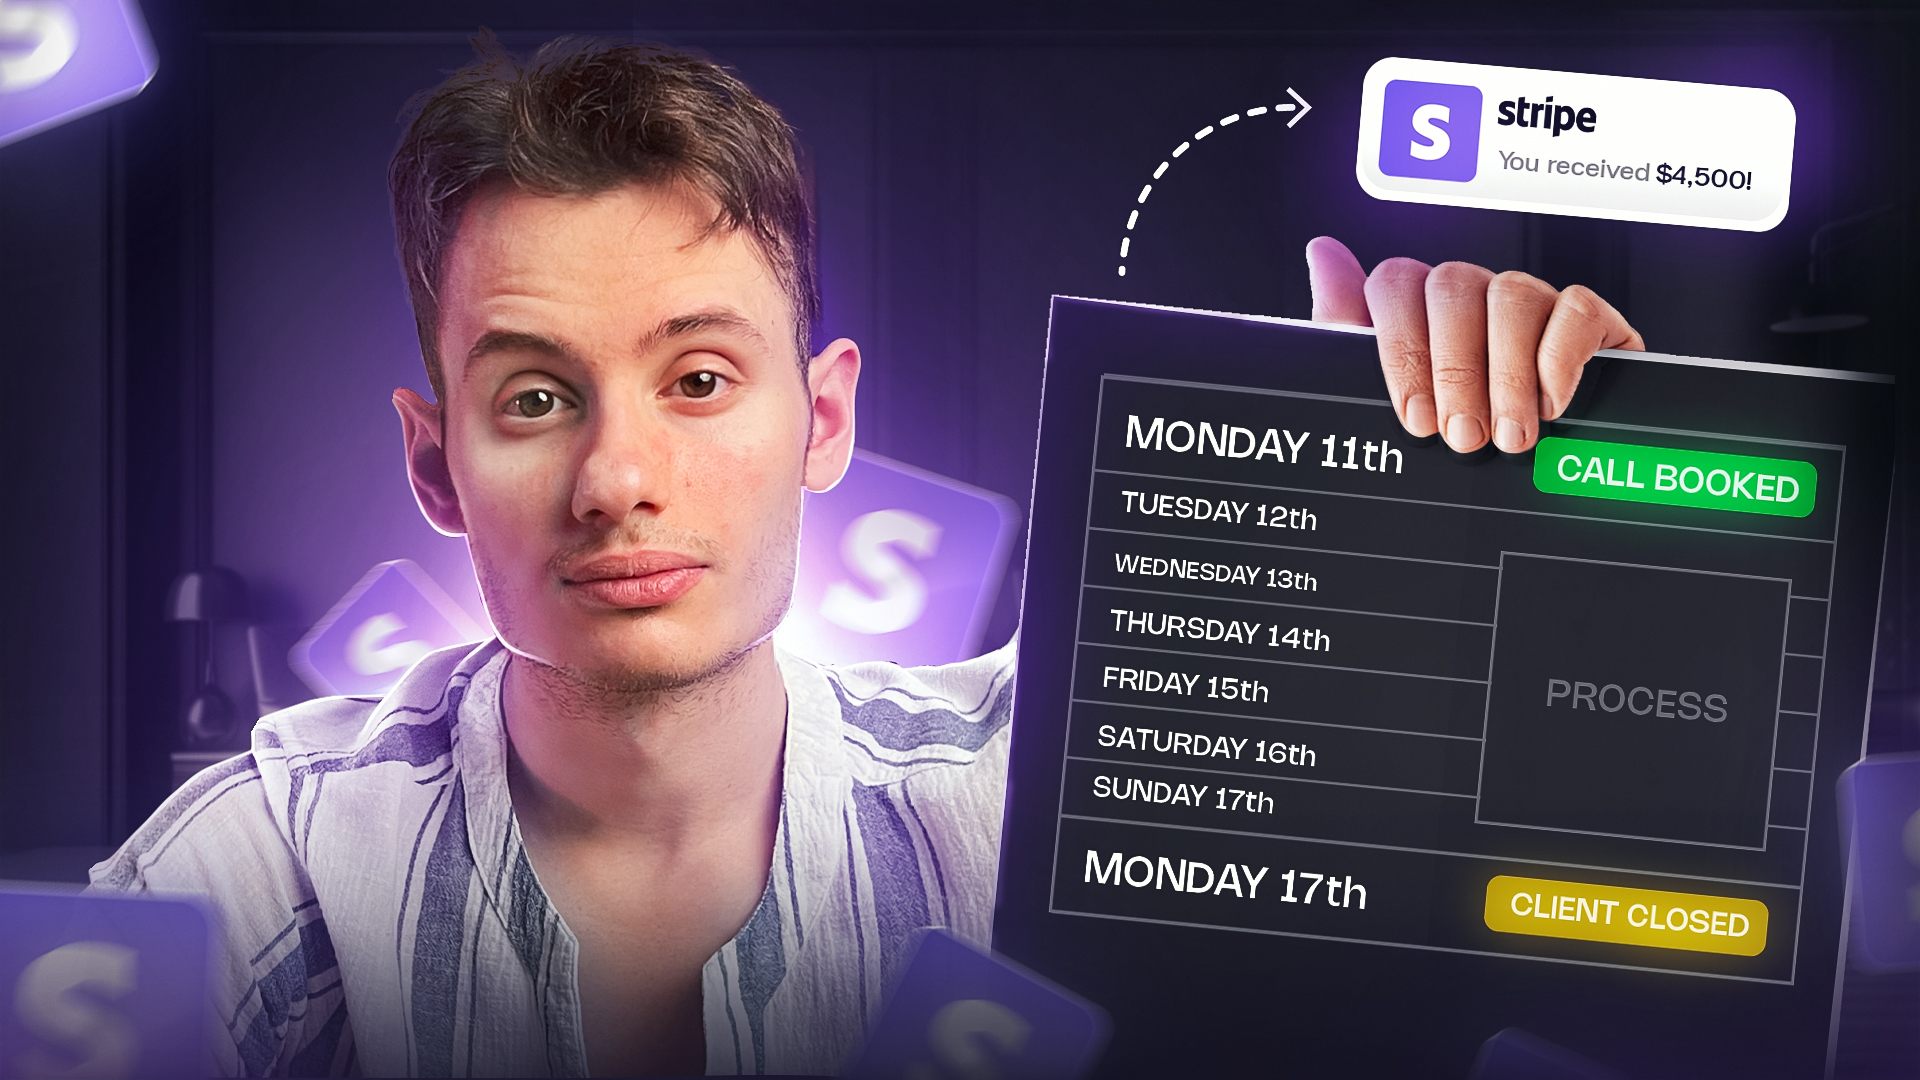 S
stripe
You received $4,500!
MONDAY 11th
CALL BOOKED
TUESDAY 12th
WEDNESDAY 13th
THURSDAY 14th
FRIDAY 15th
SATURDAY 16th
SUNDAY 17th
PROCESS
MONDAY 17th
CLIENT CLOSED
S
S
S
S
S